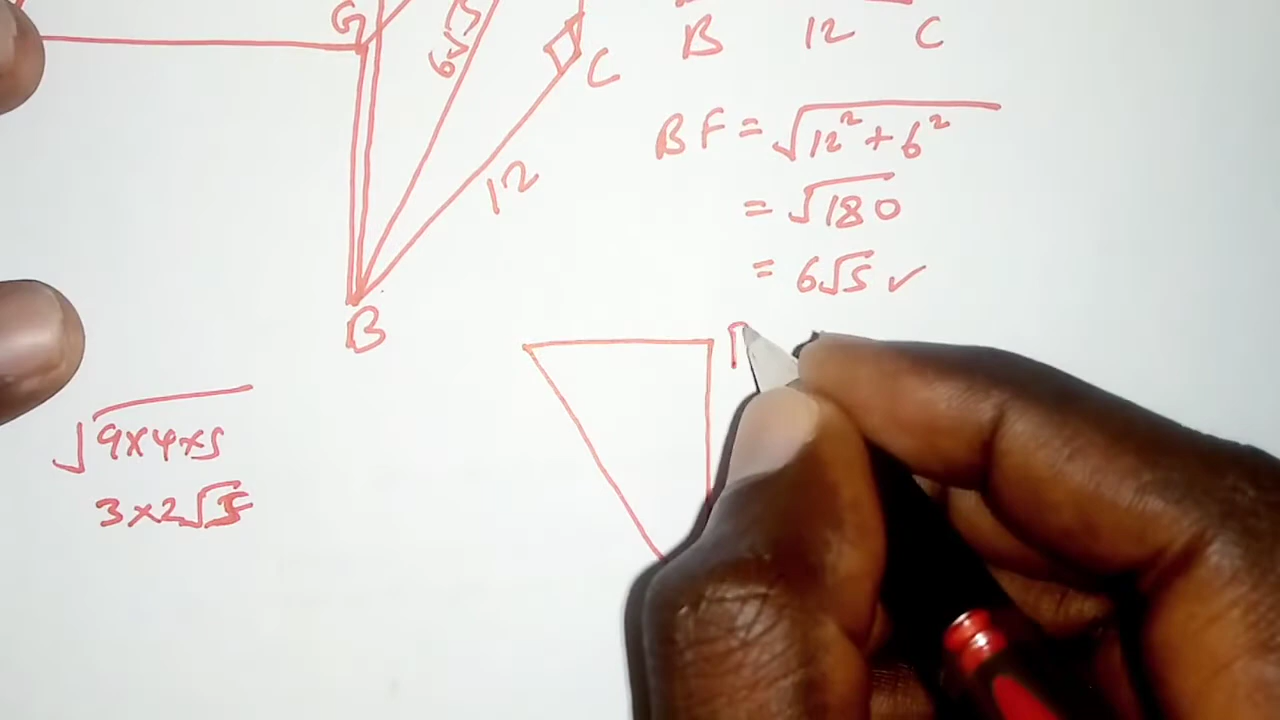 G
6√5
C
12
B
B 12 C
BF = √12² + 6²
= √180
= 6√5 ✓
√9×4×5
3×2√5